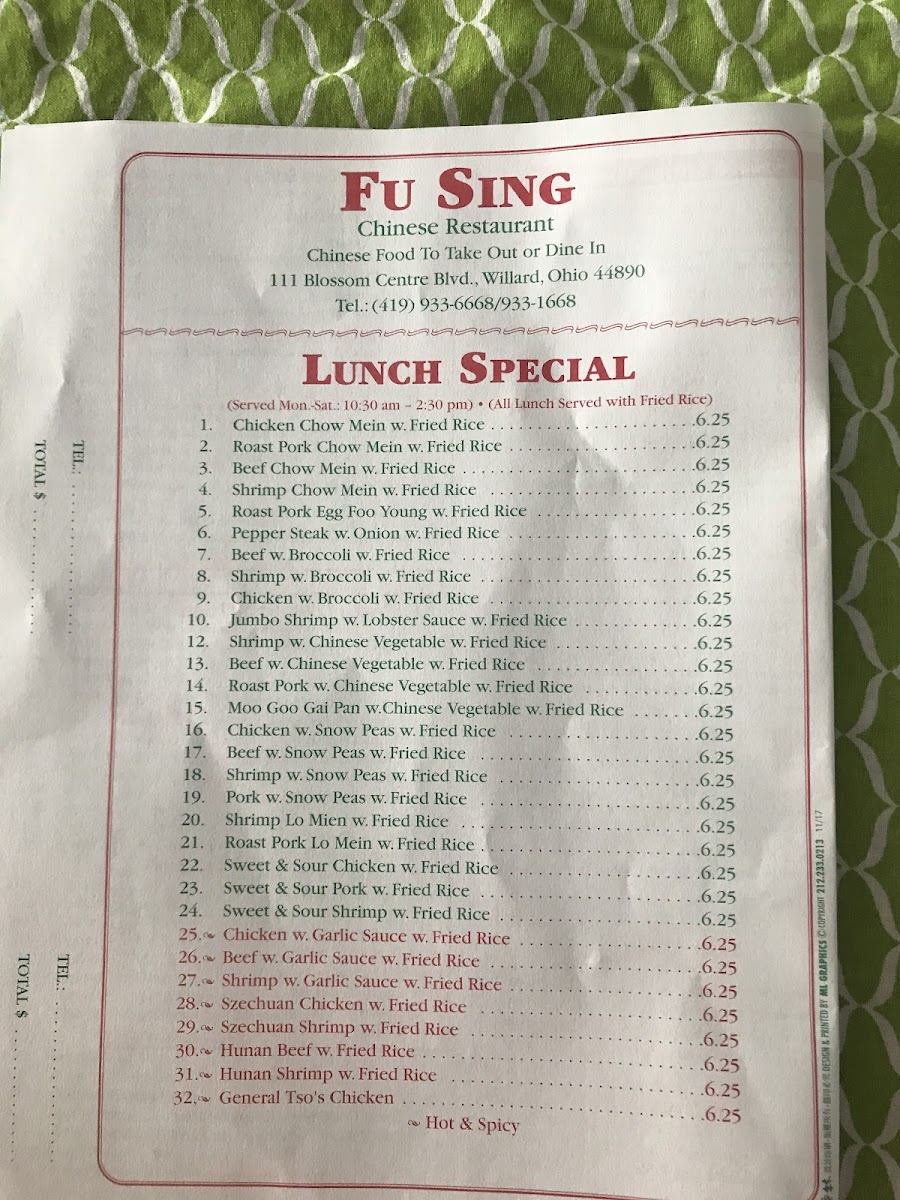 FU SING
Chinese Restaurant
Chinese Food To Take Out or Dine In
111 Blossom Centre Blvd., Willard, Ohio 44890
Tel.: (419) 933-6668/933-1668
LUNCH SPECIAL
(Served Mon.-Sat.: 10:30 am – 2:30 pm) • (All Lunch Served with Fried Rice)
1. Chicken Chow Mein w. Fried Rice 6.25
2. Roast Pork Chow Mein w. Fried Rice 6.25
3. Beef Chow Mein w. Fried Rice 6.25
4. Shrimp Chow Mein w. Fried Rice 6.25
5. Roast Pork Egg Foo Young w. Fried Rice 6.25
6. Pepper Steak w. Onion w. Fried Rice 6.25
7. Beef w. Broccoli w. Fried Rice 6.25
8. Shrimp w. Broccoli w. Fried Rice 6.25
9. Chicken w. Broccoli w. Fried Rice 6.25
10. Jumbo Shrimp w. Lobster Sauce w. Fried Rice 6.25
12. Shrimp w. Chinese Vegetable w. Fried Rice 6.25
13. Beef w. Chinese Vegetable w. Fried Rice 6.25
14. Roast Pork w. Chinese Vegetable w. Fried Rice 6.25
15. Moo Goo Gai Pan w.Chinese Vegetable w. Fried Rice 6.25
16. Chicken w. Snow Peas w. Fried Rice 6.25
17. Beef w. Snow Peas w. Fried Rice 6.25
18. Shrimp w. Snow Peas w. Fried Rice 6.25
19. Pork w. Snow Peas w. Fried Rice 6.25
20. Shrimp Lo Mien w. Fried Rice 6.25
21. Roast Pork Lo Mein w. Fried Rice 6.25
22. Sweet & Sour Chicken w. Fried Rice 6.25
23. Sweet & Sour Pork w. Fried Rice 6.25
24. Sweet & Sour Shrimp w. Fried Rice 6.25
25. Chicken w. Garlic Sauce w. Fried Rice 6.25
26. Beef w. Garlic Sauce w. Fried Rice 6.25
27. Shrimp w. Garlic Sauce w. Fried Rice 6.25
28. Szechuan Chicken w. Fried Rice 6.25
29. Szechuan Shrimp w. Fried Rice 6.25
30. Hunan Beef w. Fried Rice 6.25
31. Hunan Shrimp w. Fried Rice 6.25
32. General Tso's Chicken 6.25
Hot & Spicy
TEL.:
TOTAL $
TEL.:
TOTAL $
DESIGN & PRINTED BY ML GRAPHICS © COPYRIGHT 212.233.0213 11/17